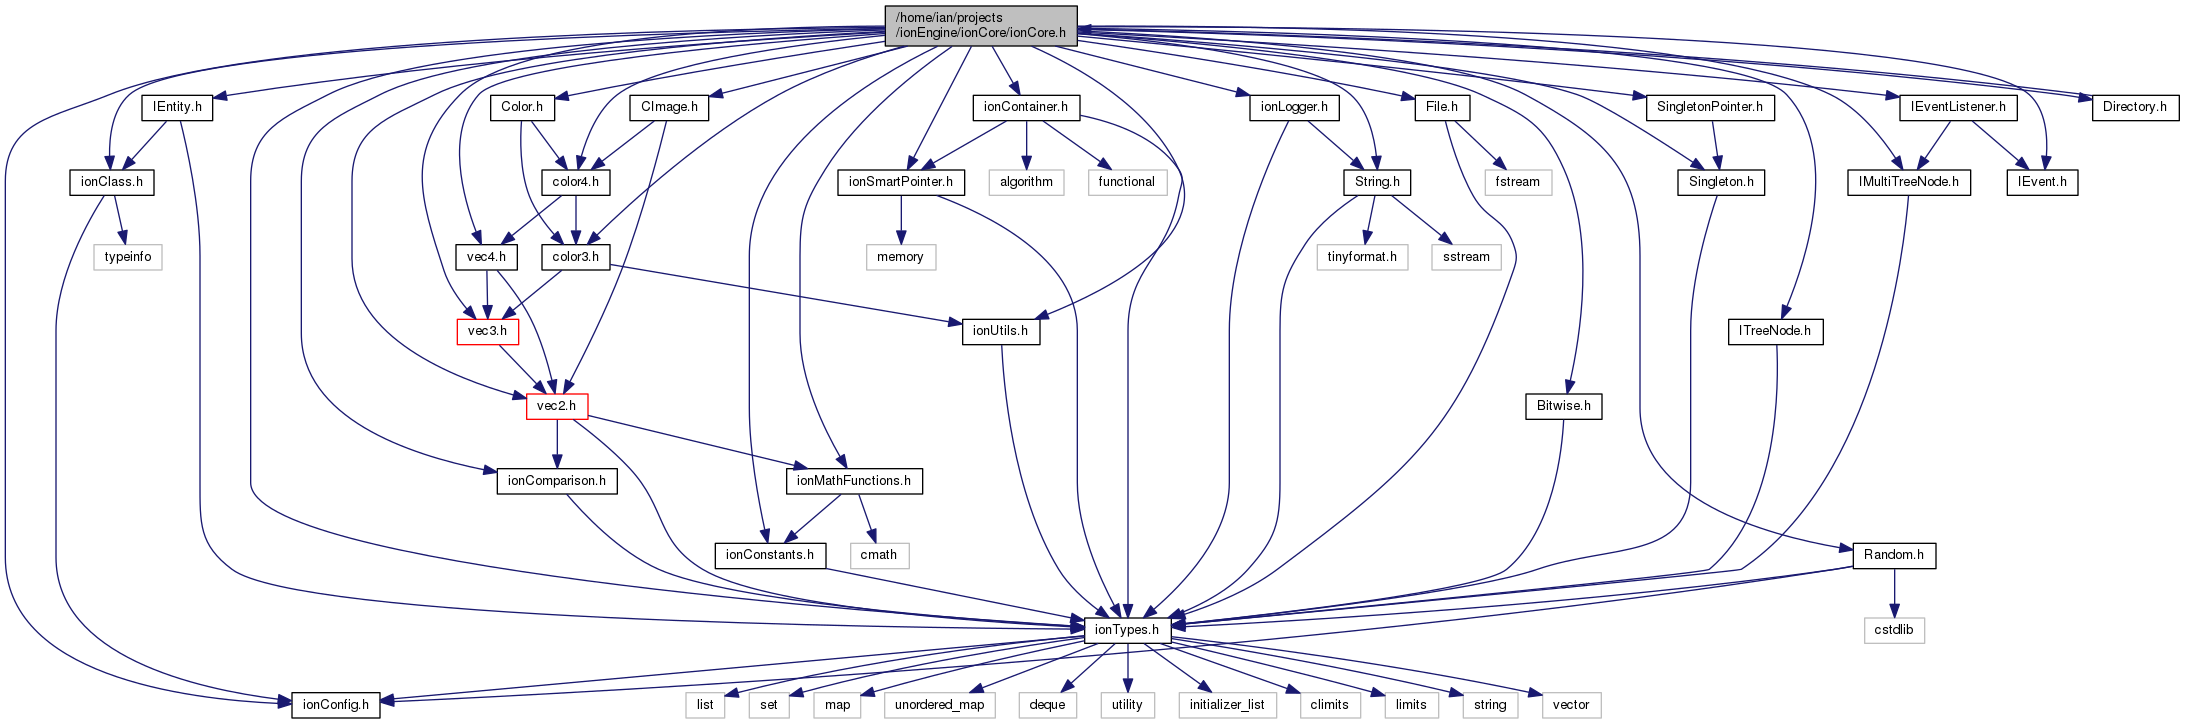 /home/ian/projects
/ionEngine/ionCore/ionCore.h
IEntity.h
Color.h
CImage.h
ionContainer.h
ionLogger.h
File.h
SingletonPointer.h
IEventListener.h
Directory.h
ionClass.h
color4.h
ionSmartPointer.h
algorithm
functional
String.h
fstream
Singleton.h
IMultiTreeNode.h
IEvent.h
typeinfo
vec4.h
color3.h
memory
tinyformat.h
sstream
vec3.h
ionUtils.h
ITreeNode.h
vec2.h
Bitwise.h
ionComparison.h
ionMathFunctions.h
ionConstants.h
cmath
Random.h
ionTypes.h
cstdlib
ionConfig.h
list
set
map
unordered_map
deque
utility
initializer_list
climits
limits
string
vector